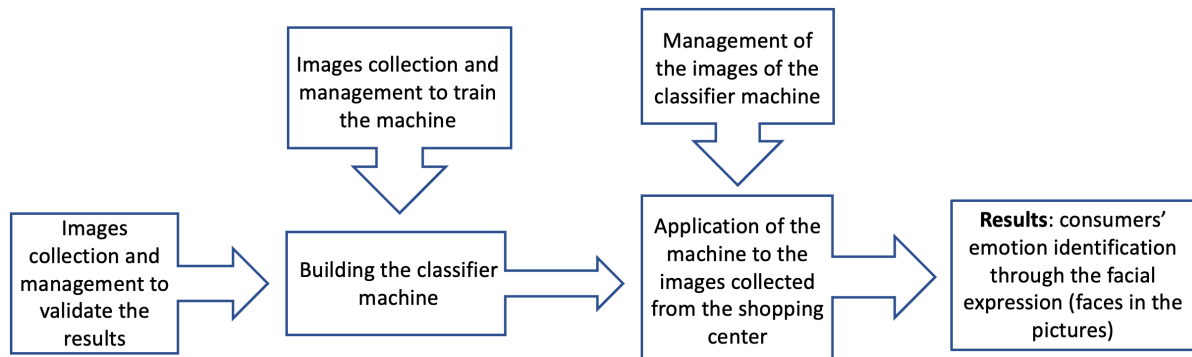 Images collection and
management to train
the machine
Management of
the images of the
classifier machine
Images
collection and
management to
validate the
results
Building the classifier
machine
Application of the
machine to the
images collected
from the shopping
center
Results: consumers’
emotion identification
through the facial
expression (faces in the
pictures)